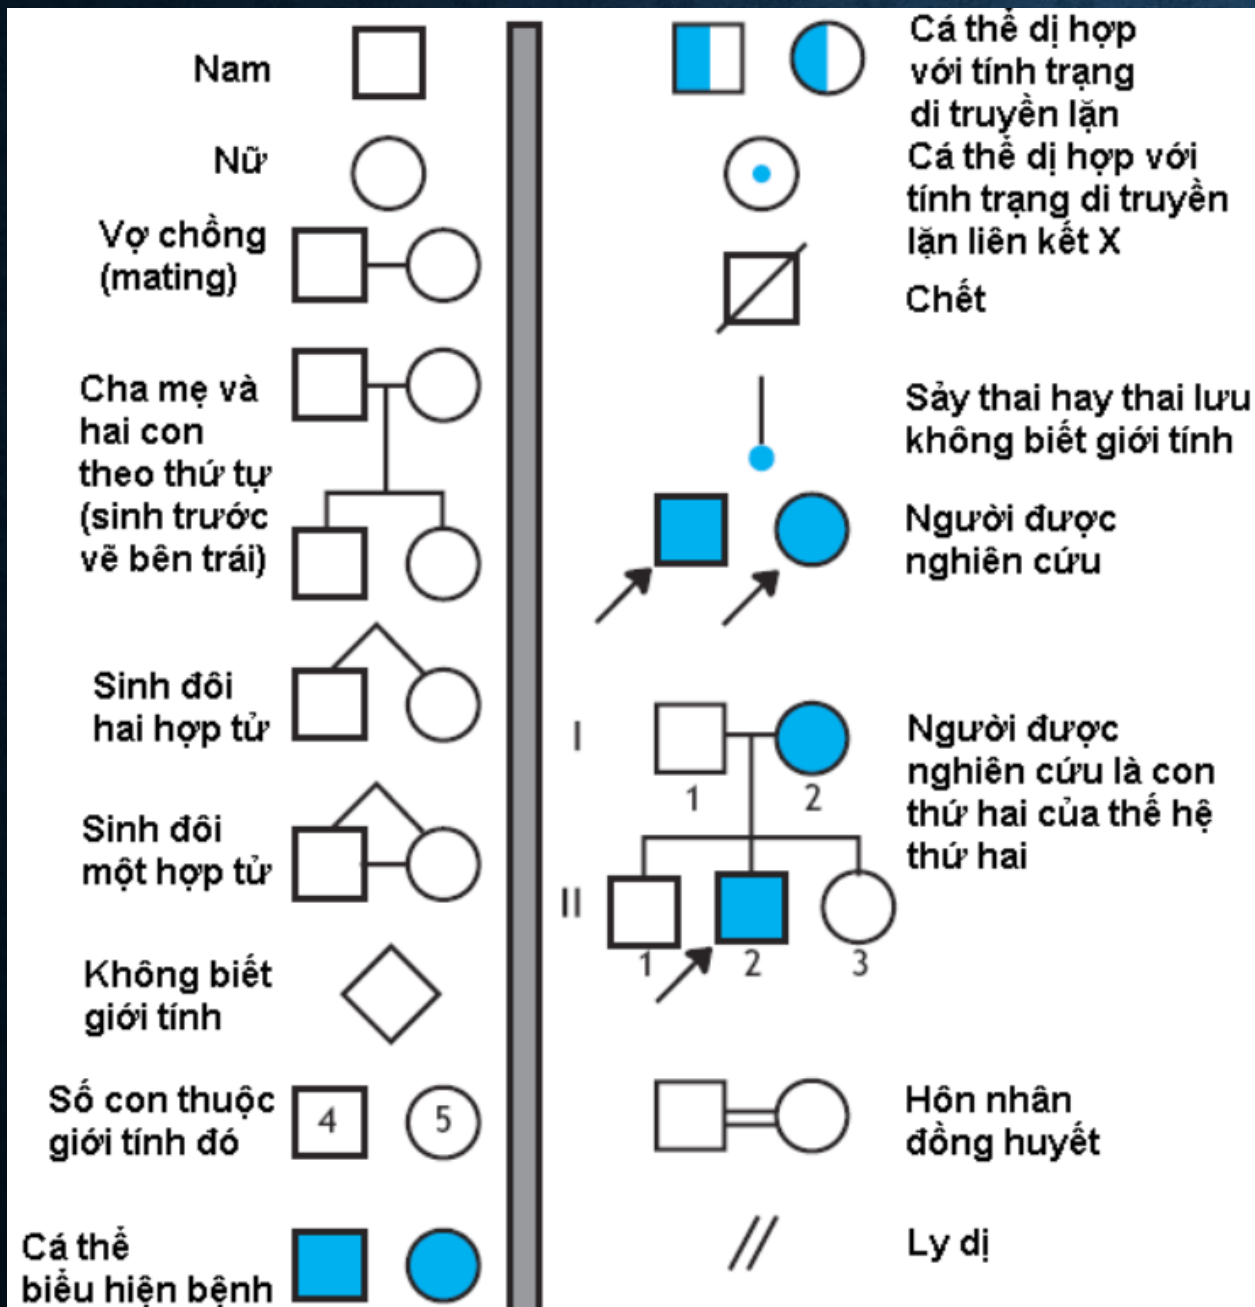 Nam
Nữ
Vợ chồng
(mating)
Cha mẹ và
hai con
theo thứ tự
(sinh trước
vẽ bên trái)
Sinh đôi
hai hợp tử
Sinh đôi
một hợp tử
Không biết
giới tính
Số con thuộc
giới tính đó
4 5
Cá thể
biểu hiện bệnh
Cá thể dị hợp
với tính trạng
di truyền lặn
Cá thể dị hợp với
tính trạng di truyền
lặn liên kết X
Chết
Sảy thai hay thai lưu
không biết giới tính
Người được
nghiên cứu
I
1 2
II
1 2 3
Người được
nghiên cứu là con
thứ hai của thế hệ
thứ hai
Hôn nhân
đồng huyết
Ly dị